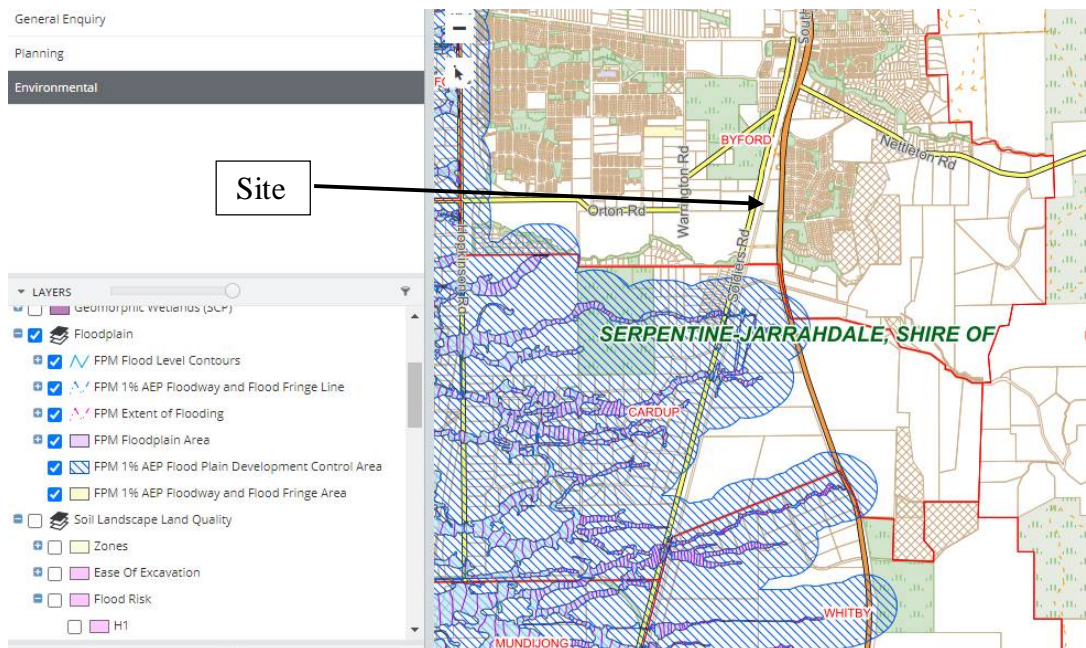 General Enquiry
Planning
Environmental
Site
LAYERS
Geomorphic Wetlands (SCP)
Floodplain
FPM Flood Level Contours
FPM 1% AEP Floodway and Flood Fringe Line
FPM Extent of Flooding
FPM Floodplain Area
FPM 1% AEP Flood Plain Development Control Area
FPM 1% AEP Floodway and Flood Fringe Area
Soil Landscape Land Quality
Zones
Ease Of Excavation
Flood Risk
H1
South
BYFORD
Nettleton Rd
Warrington-Rd
Orton-Rd
Hopkinson-Rd
Soldiers-Rd
SERPENTINE-JARRAHDALE, SHIRE OF
CARDUP
WHITBY
MUNDIJONG